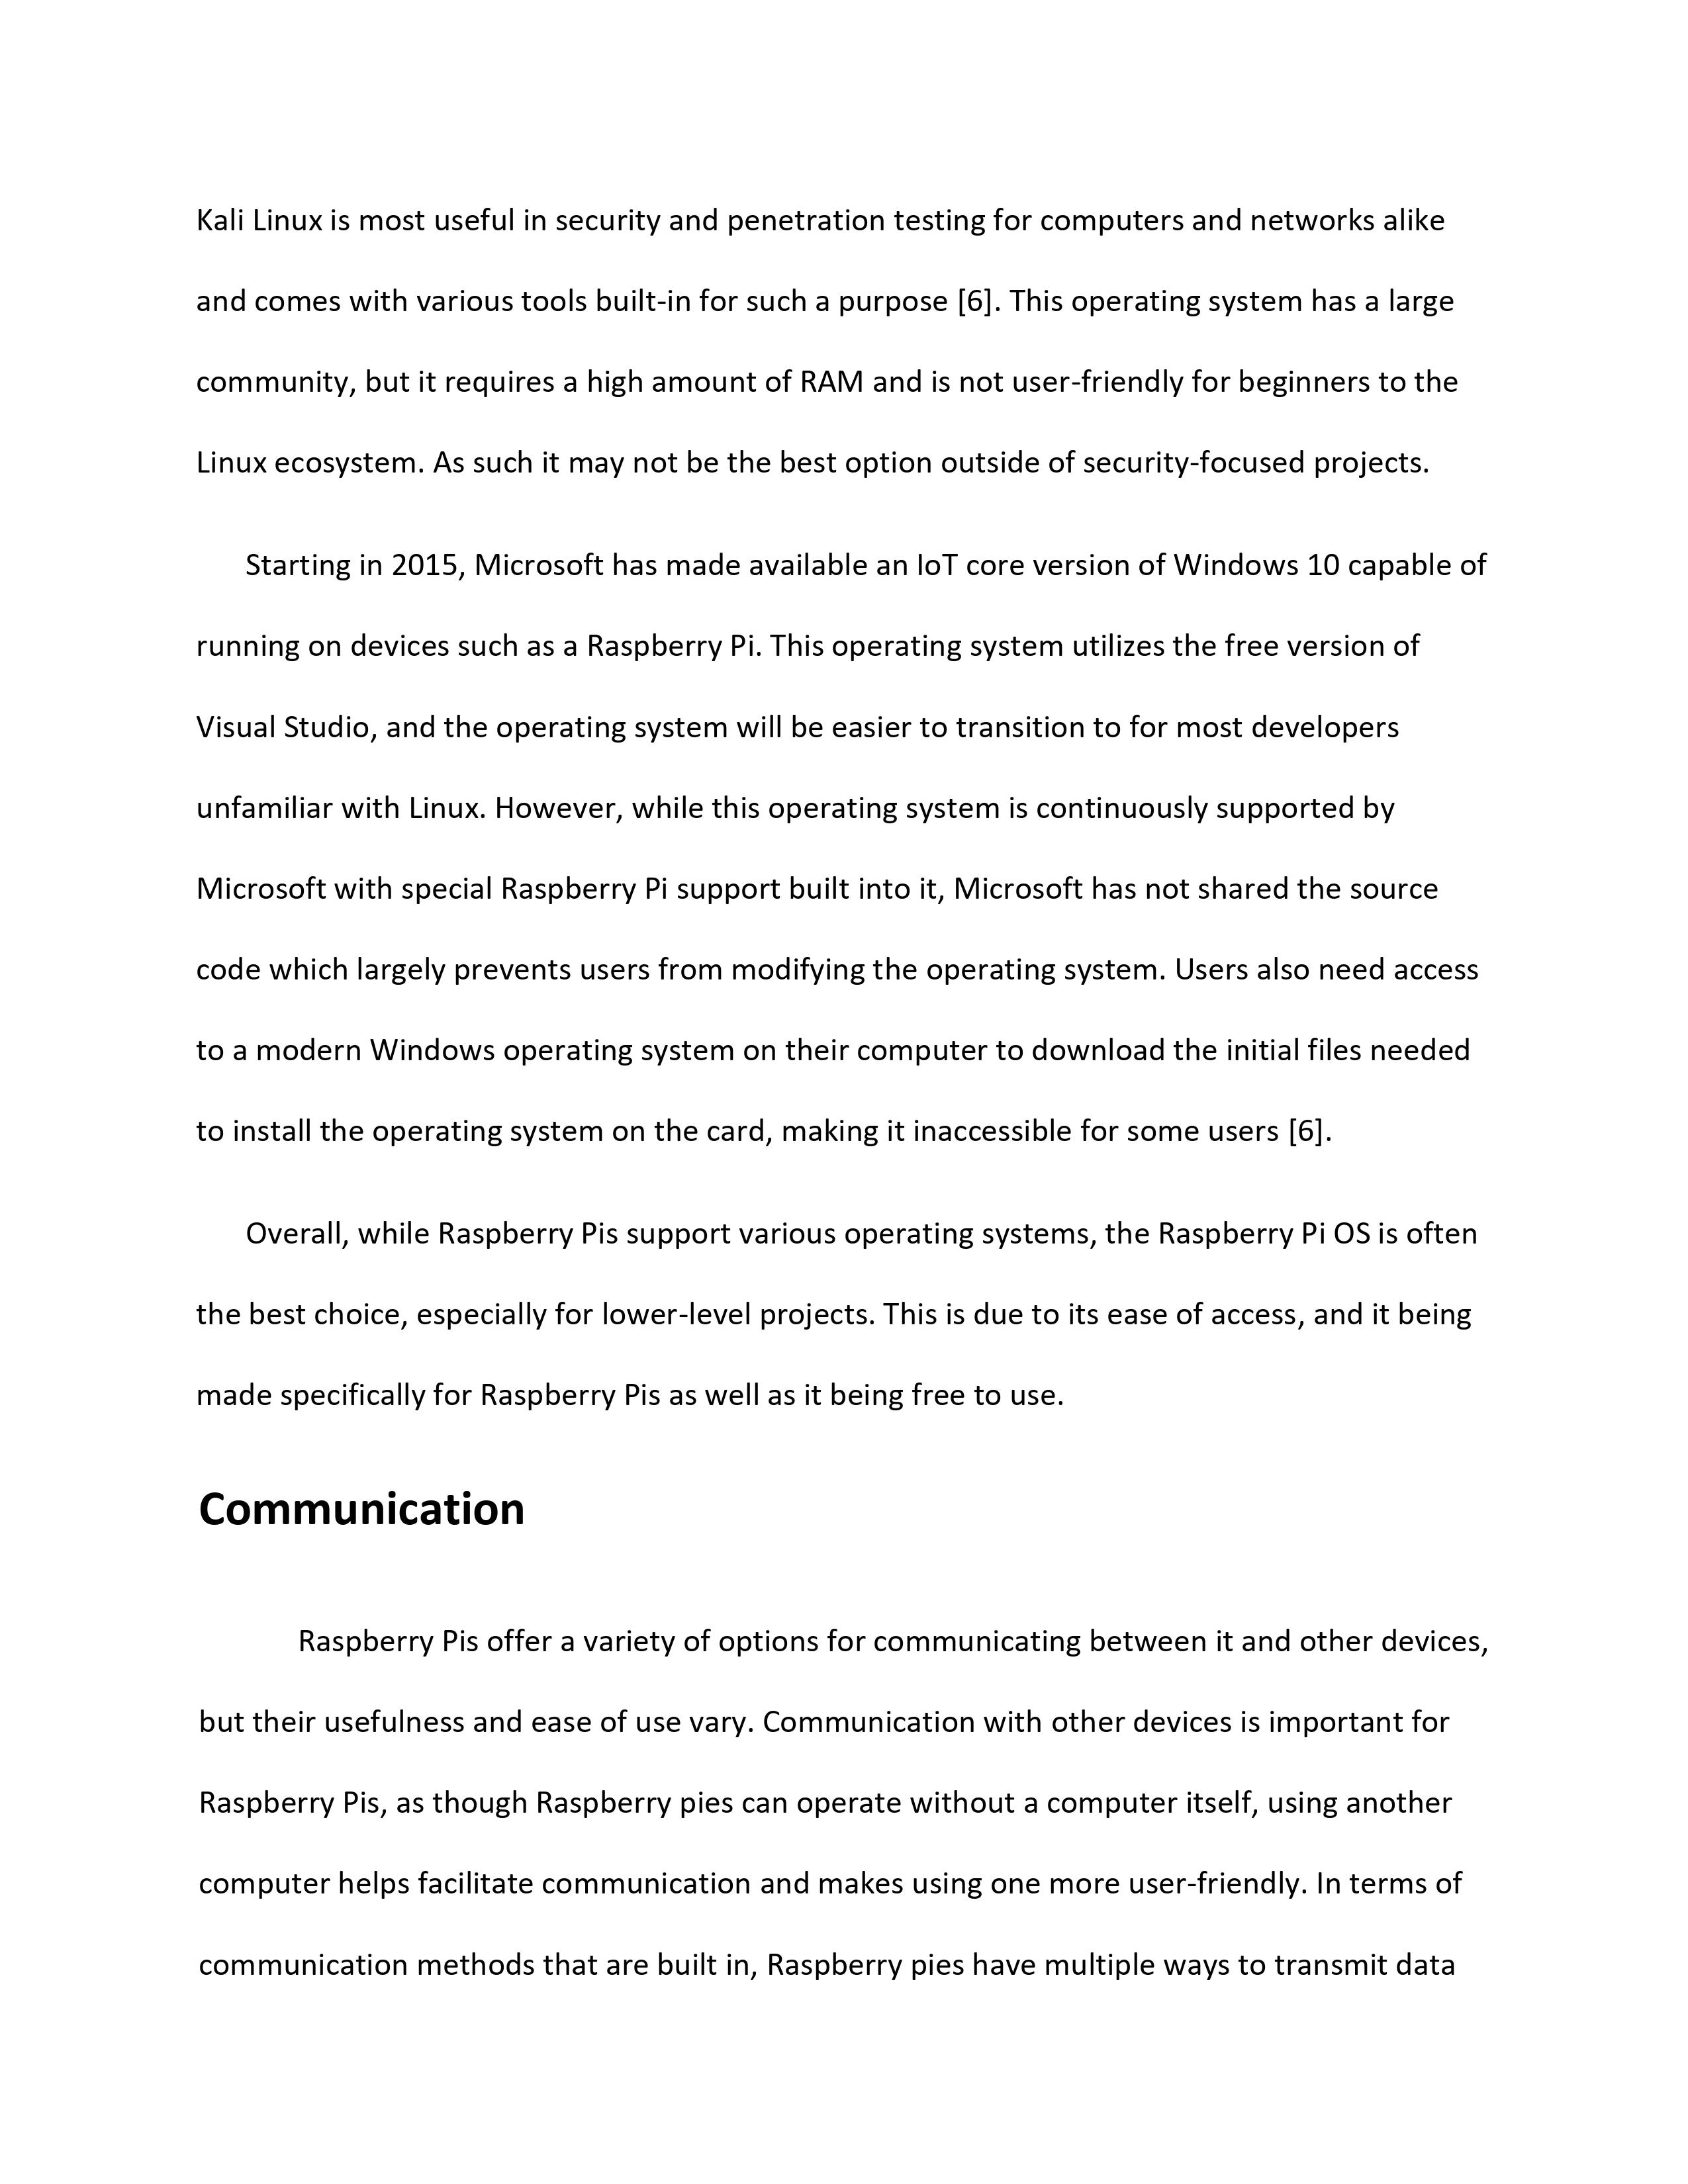 Kali Linux is most useful in security and penetration testing for computers and networks alike
and comes with various tools built-in for such a purpose [6]. This operating system has a large
community, but it requires a high amount of RAM and is not user-friendly for beginners to the
Linux ecosystem. As such it may not be the best option outside of security-focused projects.
Starting in 2015, Microsoft has made available an IoT core version of Windows 10 capable of
running on devices such as a Raspberry Pi. This operating system utilizes the free version of
Visual Studio, and the operating system will be easier to transition to for most developers
unfamiliar with Linux. However, while this operating system is continuously supported by
Microsoft with special Raspberry Pi support built into it, Microsoft has not shared the source
code which largely prevents users from modifying the operating system. Users also need access
to a modern Windows operating system on their computer to download the initial files needed
to install the operating system on the card, making it inaccessible for some users [6].
Overall, while Raspberry Pis support various operating systems, the Raspberry Pi OS is often
the best choice, especially for lower-level projects. This is due to its ease of access, and it being
made specifically for Raspberry Pis as well as it being free to use.
Communication
Raspberry Pis offer a variety of options for communicating between it and other devices,
but their usefulness and ease of use vary. Communication with other devices is important for
Raspberry Pis, as though Raspberry pies can operate without a computer itself, using another
computer helps facilitate communication and makes using one more user-friendly. In terms of
communication methods that are built in, Raspberry pies have multiple ways to transmit data